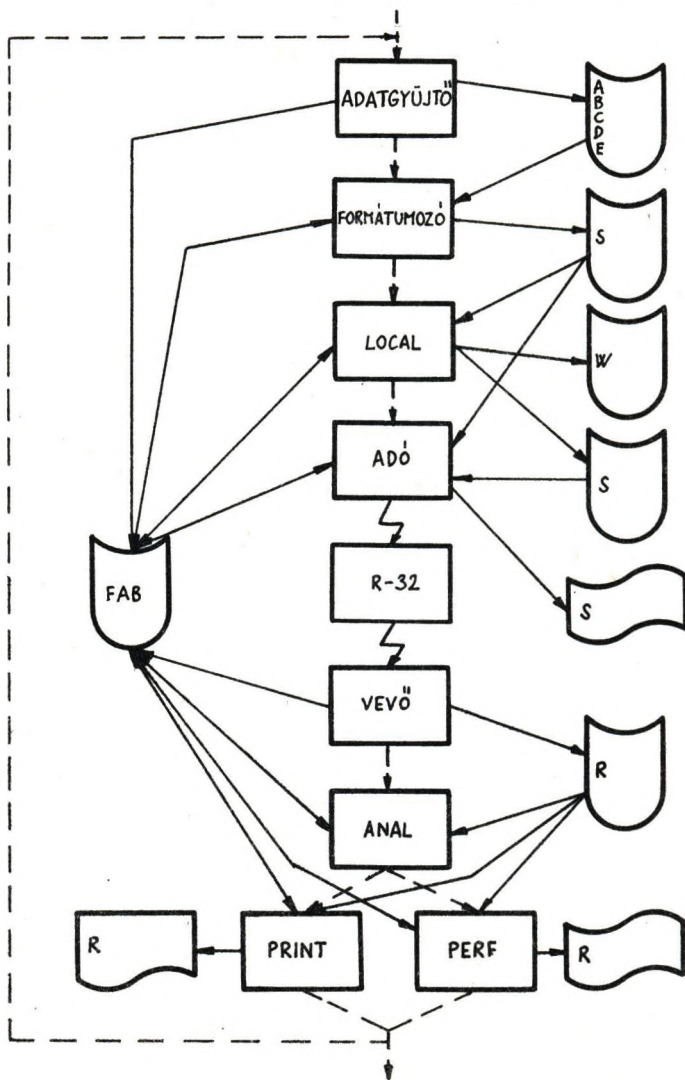 ADATGYŰJTŐ
A
B
C
D
E
FORMÁTUMOZÓ
S
LOCAL
W
ADÓ
S
FAB
R-32
S
VEVŐ
R
ANAL
R
PRINT
PERF
R